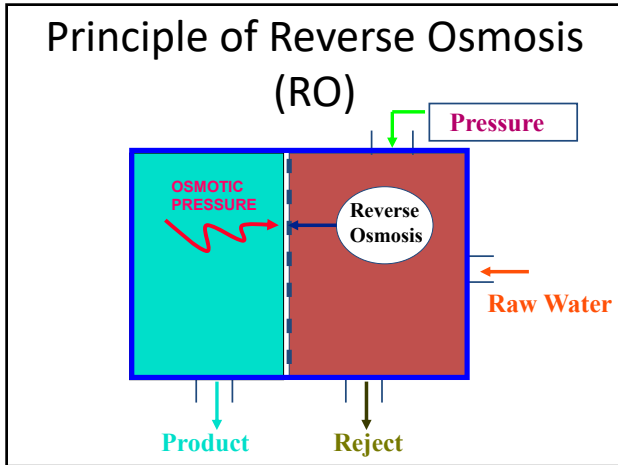 Principle of Reverse Osmosis
(RO)
Pressure
OSMOTIC
PRESSURE
Reverse
Osmosis
Raw Water
Product
Reject